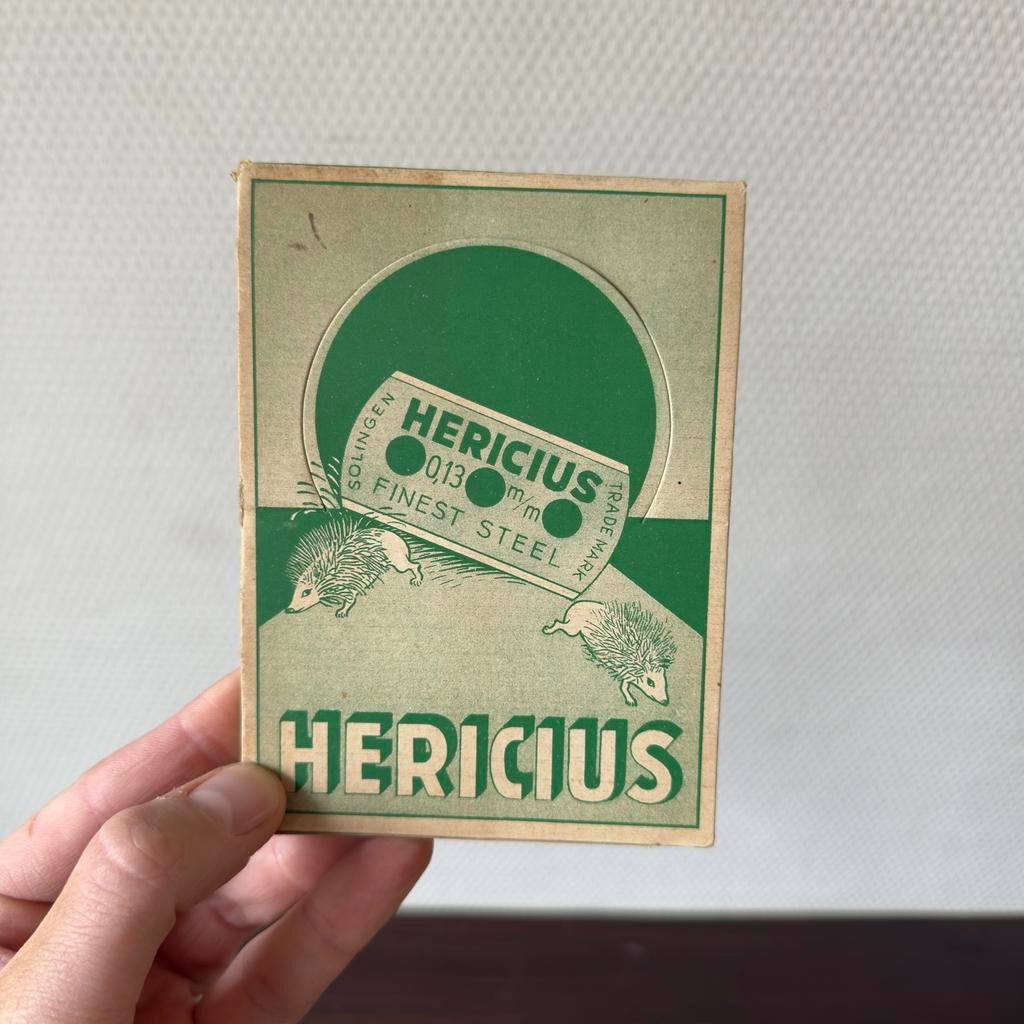 SOLINGEN
HERICIUS
0,13 m/m
FINEST STEEL
TRADE MARK
HERICIUS